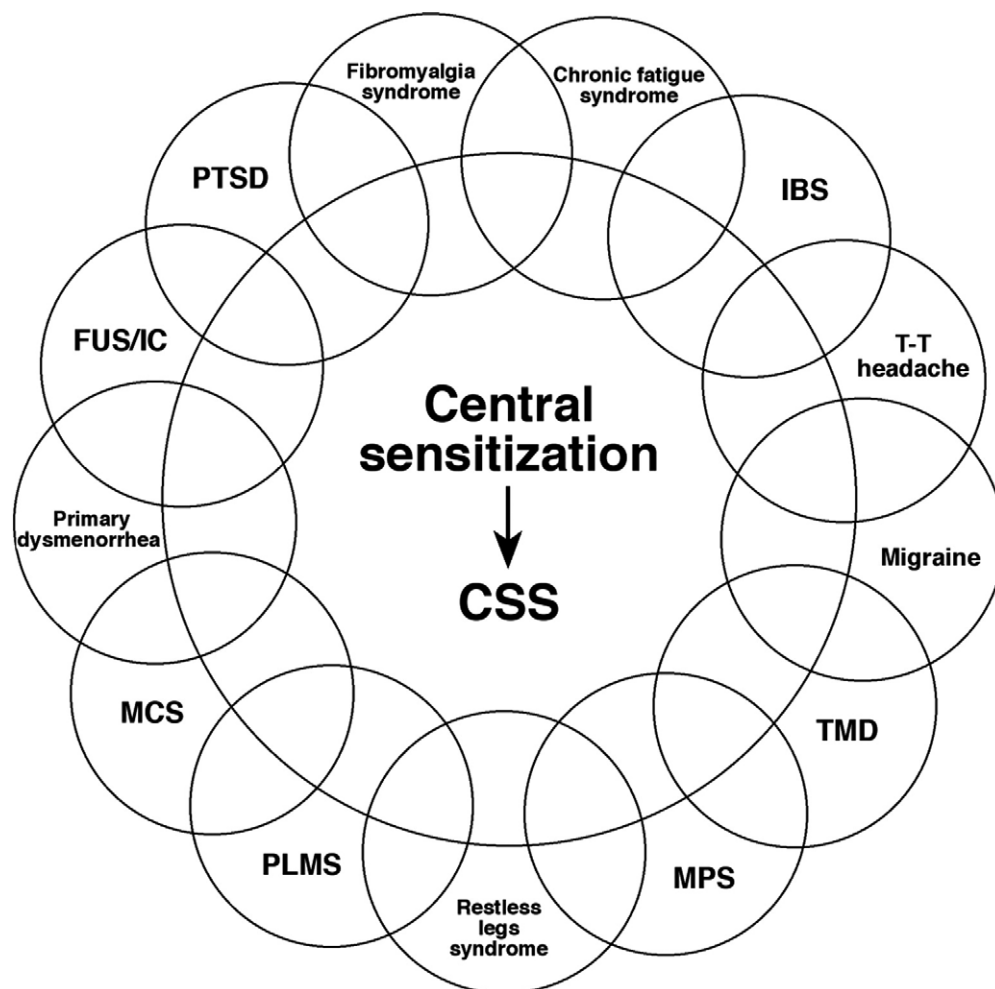 Fibromyalgia
syndrome
Chronic fatigue
syndrome
PTSD
IBS
FUS/IC
T-T
headache
Central
sensitization
CSS
Primary
dysmenorrhea
Migraine
MCS
TMD
PLMS
MPS
Restless
legs
syndrome